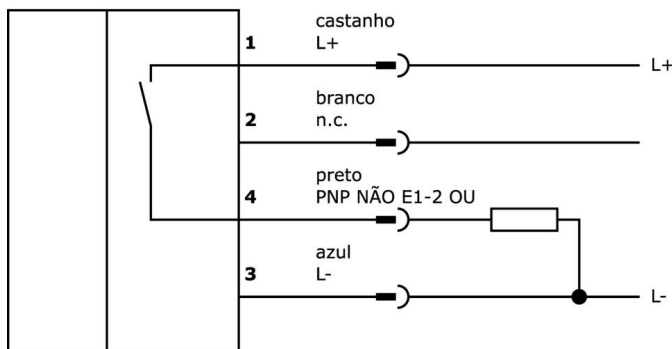 castanho
1 L+ L+
branco
2 n.c.
preto
4 PNP NÃO E1-2 OU
azul
3 L- L-